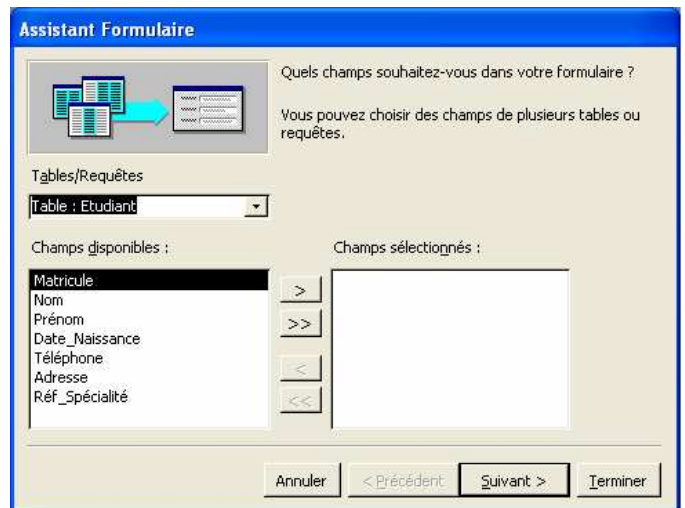 Assistant Formulaire
Quels champs souhaitez-vous dans votre formulaire ?
Vous pouvez choisir des champs de plusieurs tables ou
requêtes.
Tables/Requêtes
Table : Etudiant
Champs disponibles :
Champs sélectionnés :
Matricule
Nom
Prénom
Date_Naissance
Téléphone
Adresse
Réf_Spécialité
>
>>
<
<<
Annuler
< Précédent
Suivant >
Terminer